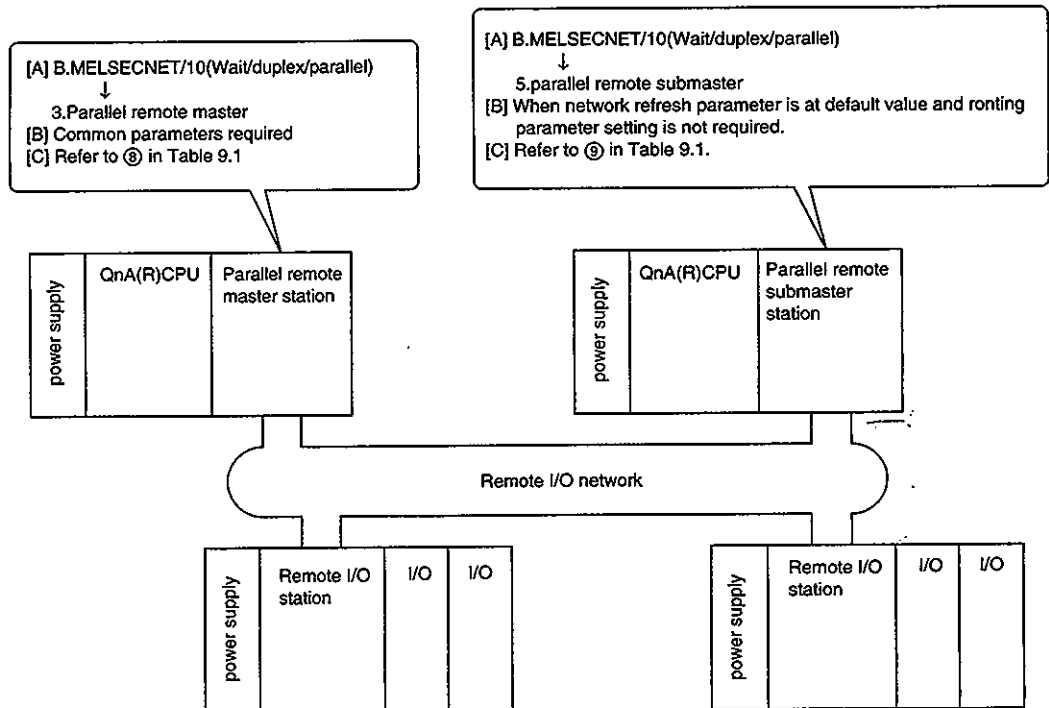 [A] B.MELSECNET/10(Wait/duplex/parallel)
↓
3.Parallel remote master
[B] Common parameters required
[C] Refer to ⑧ in Table 9.1
[A] B.MELSECNET/10(Wait/duplex/parallel)
↓
5.parallel remote submaster
[B] When network refresh parameter is at default value and ronting
parameter setting is not required.
[C] Refer to ⑨ in Table 9.1.
power supply
QnA(R)CPU
Parallel remote
master station
power supply
QnA(R)CPU
Parallel remote
submaster
station
Remote I/O network
power supply
Remote I/O
station
I/O
I/O
power supply
Remote I/O
station
I/O
I/O